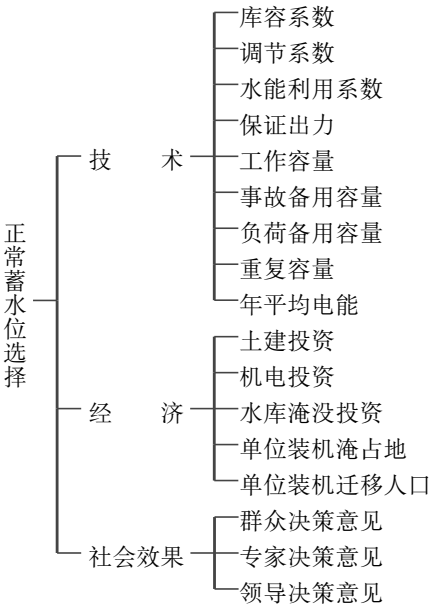 正常蓄水位选择
技术
库容系数
调节系数
水能利用系数
保证出力
工作容量
事故备用容量
负荷备用容量
重复容量
年平均电能
经济
土建投资
机电投资
水库淹没投资
单位装机淹占地
单位装机迁移人口
社会效果
群众决策意见
专家决策意见
领导决策意见